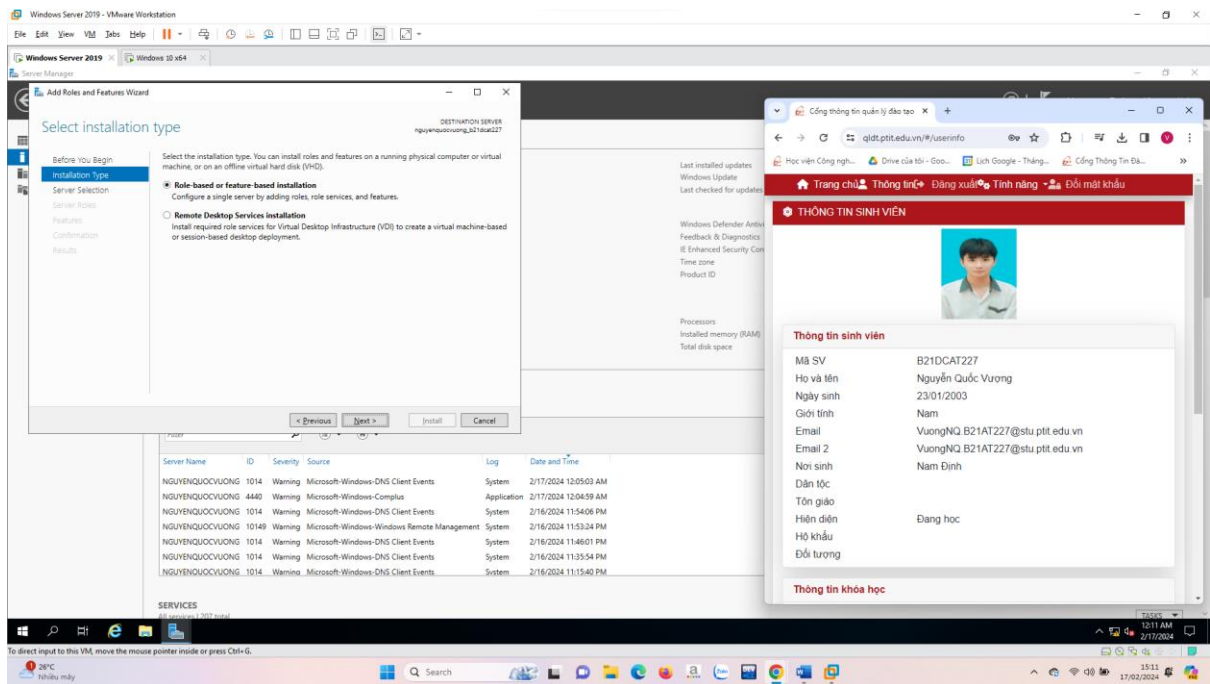 Windows Server 2019 - VMware Workstation
File Edit View VM Tabs Help
Windows Server 2019
Windows 10 x64
Server Manager
Add Roles and Features Wizard
Select installation type
DESTINATION SERVER
nguyenquocvuong_b21dcat227
Before You Begin
Installation Type
Server Selection
Server Roles
Features
Confirmation
Results
Select the installation type. You can install roles and features on a running physical computer or virtual
machine, or on an offline virtual hard disk (VHD).
Role-based or feature-based installation
Configure a single server by adding roles, role services, and features.
Remote Desktop Services installation
Install required role services for Virtual Desktop Infrastructure (VDI) to create a virtual machine-based
or session-based desktop deployment.
< Previous Next > Install Cancel
Last installed updates
Windows Update
Last checked for updates
Windows Defender Antivi
Feedback & Diagnostics
IE Enhanced Security Con
Time zone
Product ID
Processors
Installed memory (RAM)
Total disk space
Filter
Server Name ID Severity Source Log Date and Time
NGUYENQUOCVUONG 1014 Warning Microsoft-Windows-DNS Client Events System 2/17/2024 12:05:03 AM
NGUYENQUOCVUONG 4440 Warning Microsoft-Windows-Complus Application 2/17/2024 12:04:59 AM
NGUYENQUOCVUONG 1014 Warning Microsoft-Windows-DNS Client Events System 2/16/2024 11:54:06 PM
NGUYENQUOCVUONG 10149 Warning Microsoft-Windows-Windows Remote Management System 2/16/2024 11:53:24 PM
NGUYENQUOCVUONG 1014 Warning Microsoft-Windows-DNS Client Events System 2/16/2024 11:46:01 PM
NGUYENQUOCVUONG 1014 Warning Microsoft-Windows-DNS Client Events System 2/16/2024 11:35:54 PM
NGUYENQUOCVUONG 1014 Warning Microsoft-Windows-DNS Client Events System 2/16/2024 11:15:40 PM
SERVICES
All services | 207 total
TASKS
Cổng thông tin quản lý đào tạo
qldt.ptit.edu.vn/#/userinfo
V
Học viện Công ngh... Drive của tôi - Goo... Lịch Google - Tháng... Cổng Thông Tin Đà...
Trang chủ Thông tin Đăng xuất Tính năng Đổi mật khẩu
THÔNG TIN SINH VIÊN
Thông tin sinh viên
Mã SV B21DCAT227
Họ và tên Nguyễn Quốc Vượng
Ngày sinh 23/01/2003
Giới tính Nam
Email VuongNQ.B21AT227@stu.ptit.edu.vn
Email 2 VuongNQ.B21AT227@stu.ptit.edu.vn
Nơi sinh Nam Định
Dân tộc
Tôn giáo
Hiện diện Đang học
Hộ khẩu
Đối tượng
Thông tin khóa học
12:11 AM
2/17/2024
To direct input to this VM, move the mouse pointer inside or press Ctrl+G.
1
26°C
Nhiều mây
Search
15:11
17/02/2024